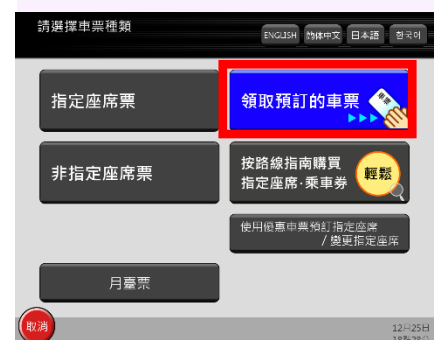 請選擇車票種類
ENGLISH 简体中文 日本語 한국어
指定座席票
領取預訂的車票
車票
非指定座席票
按路線指南購買
指定座席·乘車券
輕鬆
使用優惠車票預訂指定座席
/ 變更指定座席
月臺票
取消
12月25日